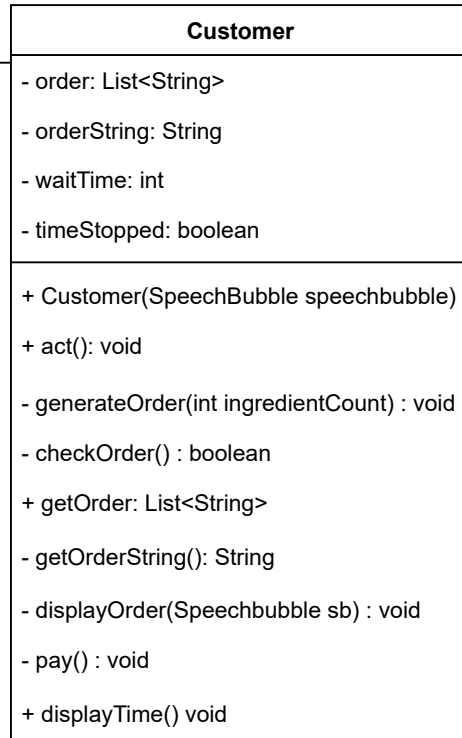 Customer
- order: List<String>
- orderString: String
- waitTime: int
- timeStopped: boolean
+ Customer(SpeechBubble speechbubble)
+ act(): void
- generateOrder(int ingredientCount) : void
- checkOrder() : boolean
+ getOrder: List<String>
- getOrderString(): String
- displayOrder(Speechbubble sb) : void
- pay() : void
+ displayTime() void